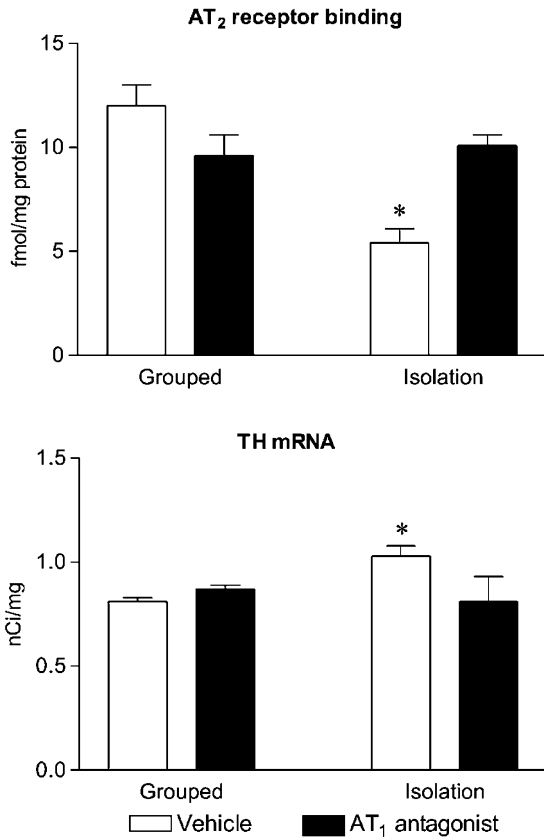 AT₂ receptor binding
15
10
5
0
fmol/mg protein
*
Grouped Isolation
TH mRNA
1.5
1.0
0.5
0.0
nCi/mg
*
Grouped Isolation
Vehicle AT₁ antagonist